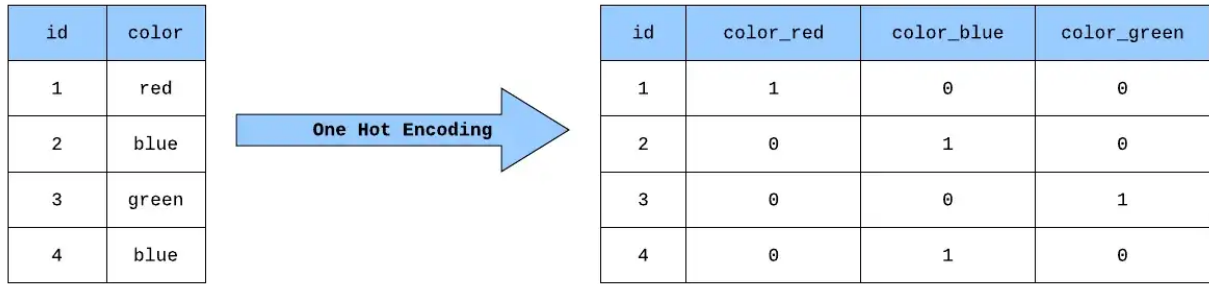 id color
1 red
2 blue
3 green
4 blue
One Hot Encoding
id color_red color_blue color_green
1 1 0 0
2 0 1 0
3 0 0 1
4 0 1 0